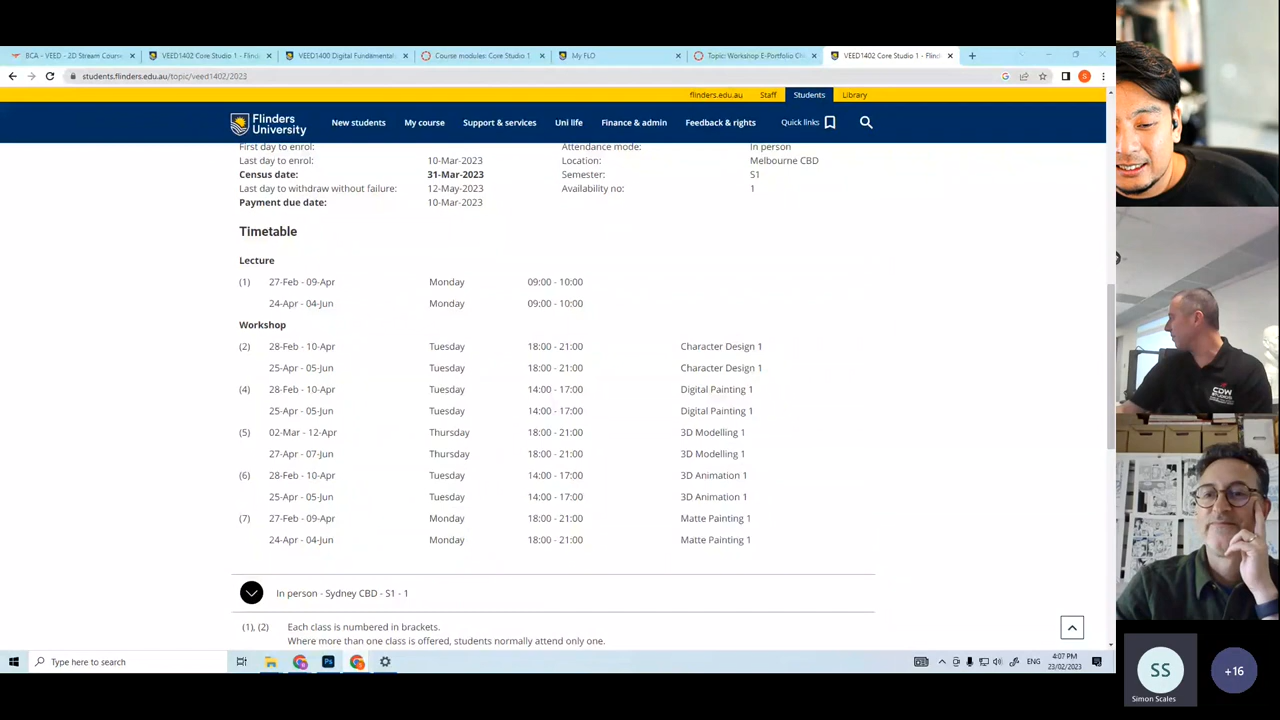 BCA - VEED - 2D Stream Cours
VEED1402 Core Studio 1 - Flind
VEED1400 Digital Fundamental
Course modules: Core Studio 1
My FLO
Topic: Workshop E-Portfolio
VEED1402 Core Studio 1 - Flin
students.flinders.edu.au/topic/veed1402/2023
S
flinders.edu.au Staff Students Library
Flinders University
New students My course Support & services Uni life Finance & admin Feedback & rights Quick links
First day to enrol: Attendance mode: In person
Last day to enrol: 10-Mar-2023 Location: Melbourne CBD
Census date: 31-Mar-2023 Semester: S1
Last day to withdraw without failure: 12-May-2023 Availability no: 1
Payment due date: 10-Mar-2023
Timetable
Lecture
(1) 27-Feb - 09-Apr Monday 09:00 - 10:00
24-Apr - 04-Jun Monday 09:00 - 10:00
Workshop
(2) 28-Feb - 10-Apr Tuesday 18:00 - 21:00 Character Design 1
25-Apr - 05-Jun Tuesday 18:00 - 21:00 Character Design 1
(4) 28-Feb - 10-Apr Tuesday 14:00 - 17:00 Digital Painting 1
25-Apr - 05-Jun Tuesday 14:00 - 17:00 Digital Painting 1
(5) 02-Mar - 12-Apr Thursday 18:00 - 21:00 3D Modelling 1
27-Apr - 07-Jun Thursday 18:00 - 21:00 3D Modelling 1
(6) 28-Feb - 10-Apr Tuesday 14:00 - 17:00 3D Animation 1
25-Apr - 05-Jun Tuesday 14:00 - 17:00 3D Animation 1
(7) 27-Feb - 09-Apr Monday 18:00 - 21:00 Matte Painting 1
24-Apr - 04-Jun Monday 18:00 - 21:00 Matte Painting 1
In person - Sydney CBD - S1 - 1
(1), (2) Each class is numbered in brackets.
Where more than one class is offered, students normally attend only one.
Type here to search
Ps
ENG
4:07 PM
23/02/2023
CDW
STUDIOS
SS
Simon Scales
+16